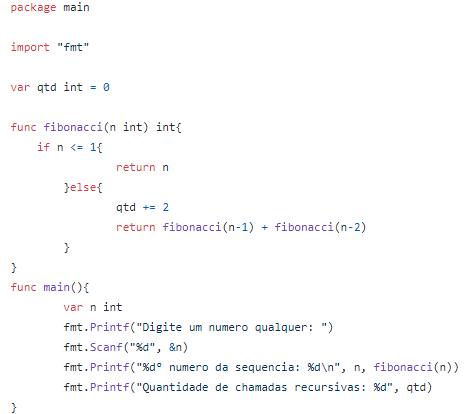 package main
import "fmt"
var qtd int = 0
func fibonacci(n int) int{
if n <= 1{
return n
}else{
qtd += 2
return fibonacci(n-1) + fibonacci(n-2)
}
}
func main(){
var n int
fmt.Printf("Digite um numero qualquer: ")
fmt.Scanf("%d", &n)
fmt.Printf("%d° numero da sequencia: %d\n", n, fibonacci(n))
fmt.Printf("Quantidade de chamadas recursivas: %d", qtd)
}